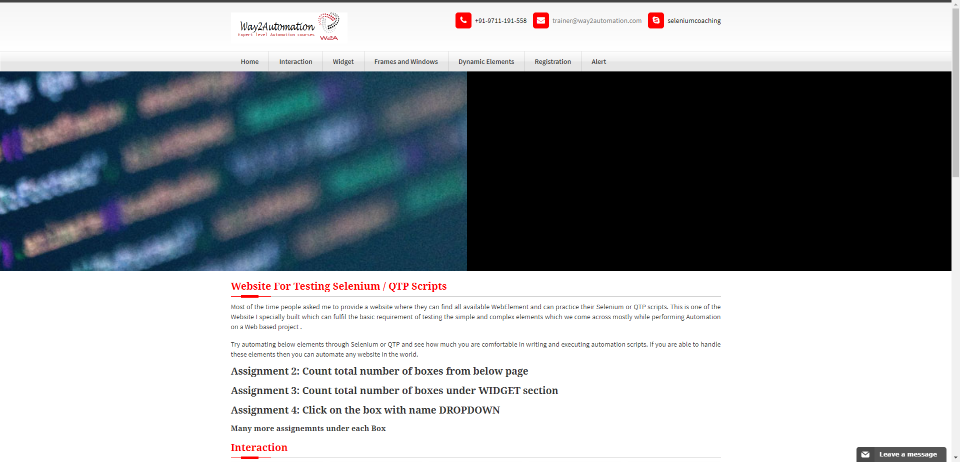 Way2Automation
Expert level Automation courses
W2A
+91-9711-191-558
trainer@way2automation.com
seleniumcoaching
Home Interaction Widget Frames and Windows Dynamic Elements Registration Alert
Website For Testing Selenium / QTP Scripts
Most of the time people asked me to provide a website where they can find all available WebElement and can practice their Selenium or QTP scripts. This is one of the
Website I specially built which can fulfil the basic requirement of testing the simple and complex elements which we come across mostly while performing Automation
on a Web based project .
Try automating below elements through Selenium or QTP and see how much you are comfortable in writing and executing automation scripts. If you are able to handle
these elements then you can automate any website in the world.
Assignment 2: Count total number of boxes from below page
Assignment 3: Count total number of boxes under WIDGET section
Assignment 4: Click on the box with name DROPDOWN
Many more assignemnts under each Box
Interaction
Leave a message